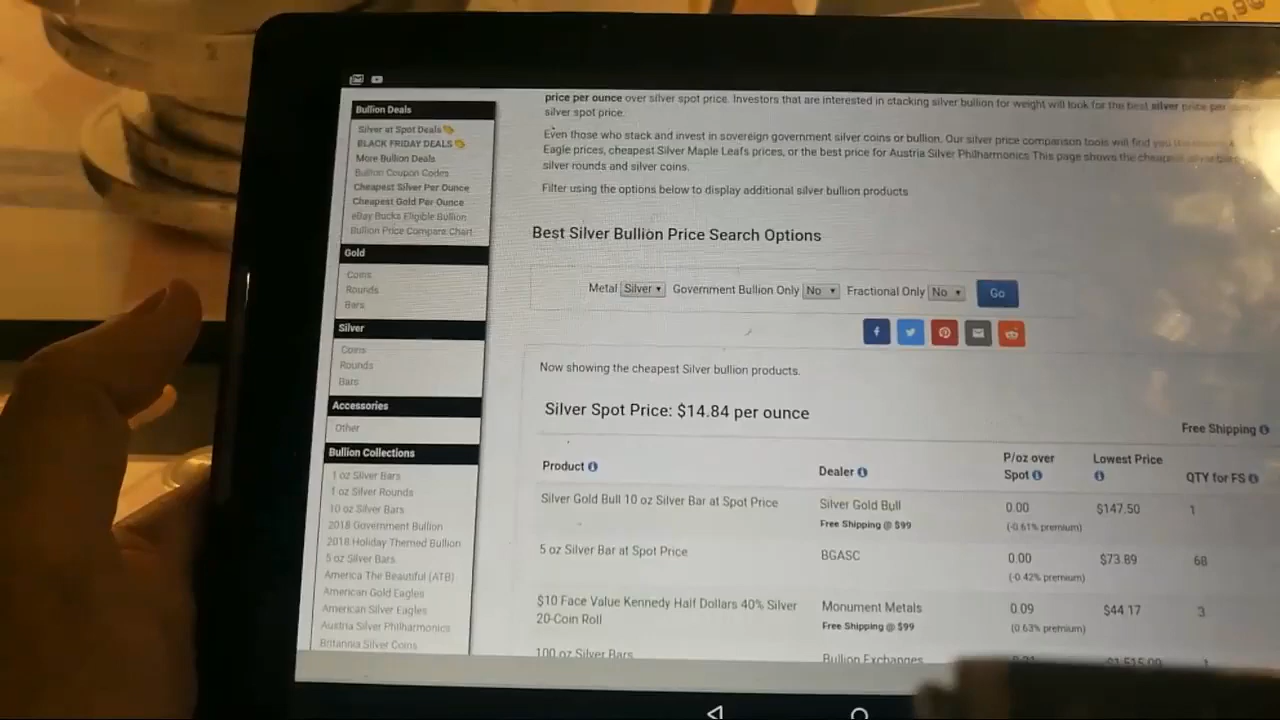 Bullion Deals
Silver at Spot Deals
BLACK FRIDAY DEALS
More Bullion Deals
Bullion Coupon Codes
Cheapest Silver Per Ounce
Cheapest Gold Per Ounce
eBay Bucks Eligible Bullion
Bullion Price Compare Chart
Gold
Coins
Rounds
Bars
Silver
Coins
Rounds
Bars
Accessories
Other
Bullion Collections
1 oz Silver Bars
1 oz Silver Rounds
10 oz Silver Bars
2018 Government Bullion
2018 Holiday Themed Bullion
5 oz Silver Bars
America The Beautiful (ATB)
American Gold Eagles
American Silver Eagles
Austria Silver Philharmonics
Britannia Silver Coins
price per ounce over silver spot price. Investors that are interested in stacking silver bullion for weight will look for the best silver price per
silver spot price.
Even those who stack and invest in sovereign government silver coins or bullion. Our silver price comparison tools will find you
Eagle prices, cheapest Silver Maple Leafs prices, or the best price for Austria Silver Philharmonics This page shows the cheapest
silver rounds and silver coins.
Filter using the options below to display additional silver bullion products
Best Silver Bullion Price Search Options
Metal Silver Government Bullion Only No Fractional Only No Go
Now showing the cheapest Silver bullion products.
Silver Spot Price: $14.84 per ounce
Free Shipping
Product Dealer P/oz over Spot Lowest Price QTY for FS
Silver Gold Bull 10 oz Silver Bar at Spot Price Silver Gold Bull 0.00 $147.50 1
Free Shipping @ $99 (-0.61% premium)
5 oz Silver Bar at Spot Price BGASC 0.00 $73.89 68
(-0.42% premium)
$10 Face Value Kennedy Half Dollars 40% Silver Monument Metals 0.09 $44.17 3
20-Coin Roll Free Shipping @ $99 (0.63% premium)
100 oz Silver Bars Bullion Exchanges